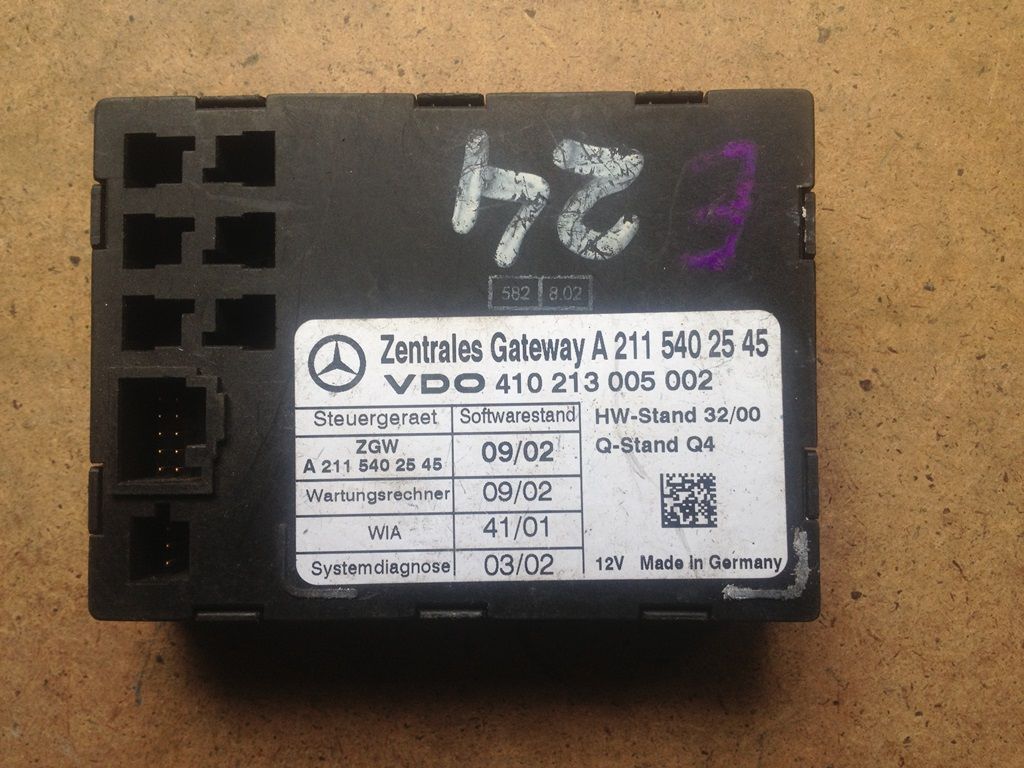 42
E
582 8.02
Zentrales Gateway A 211 540 25 45
VDO 410 213 005 002
Steuergeraet Softwarestand HW-Stand 32/00
ZGW
A 211 540 25 45 09/02 Q-Stand Q4
Wartungsrechner 09/02
WIA 41/01
Systemdiagnose 03/02 12V Made in Germany